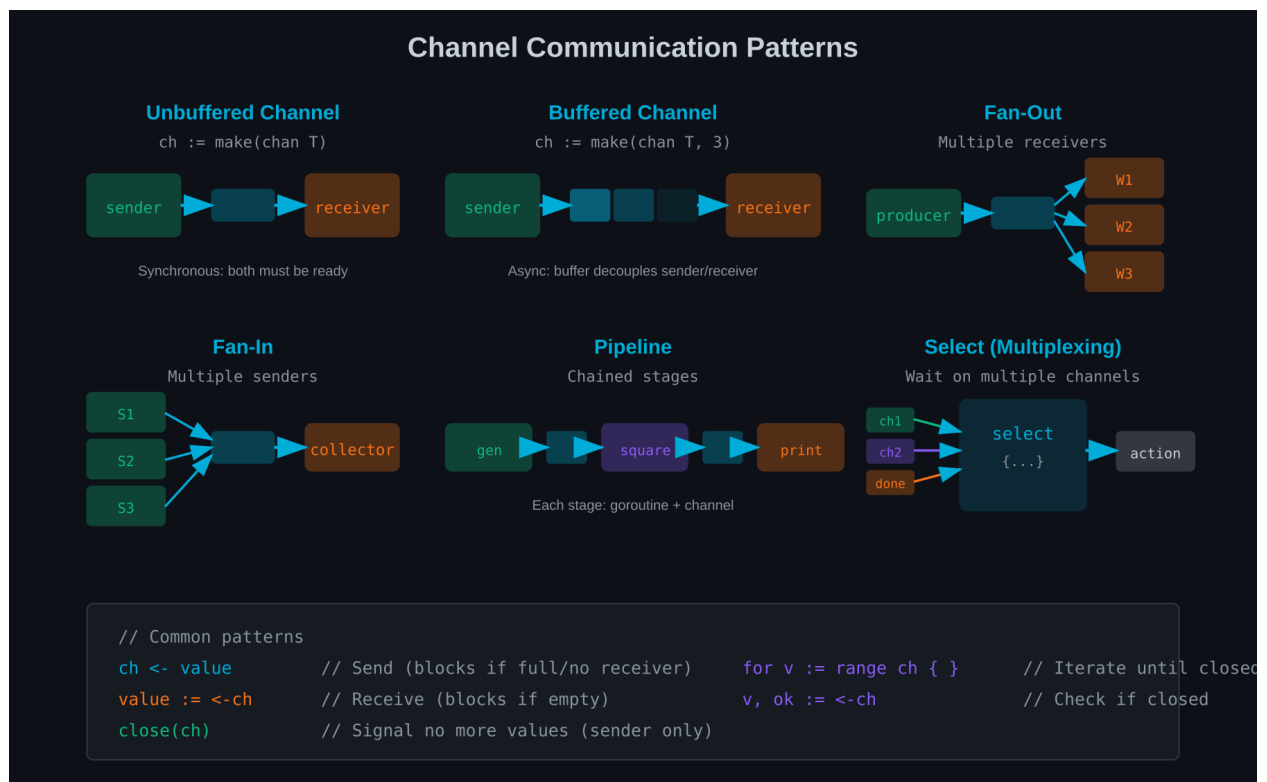 Channel Communication Patterns
Unbuffered Channel
ch := make(chan T)
sender
receiver
Synchronous: both must be ready
Buffered Channel
ch := make(chan T, 3)
sender
receiver
Async: buffer decouples sender/receiver
Fan-Out
Multiple receivers
producer
W1
W2
W3
Fan-In
Multiple senders
S1
S2
S3
collector
Pipeline
Chained stages
gen
square
print
Each stage: goroutine + channel
Select (Multiplexing)
Wait on multiple channels
ch1
ch2
done
select
{...}
action
// Common patterns
ch <- value // Send (blocks if full/no receiver) for v := range ch { } // Iterate until closed
value := <-ch // Receive (blocks if empty) v, ok := <-ch // Check if closed
close(ch) // Signal no more values (sender only)